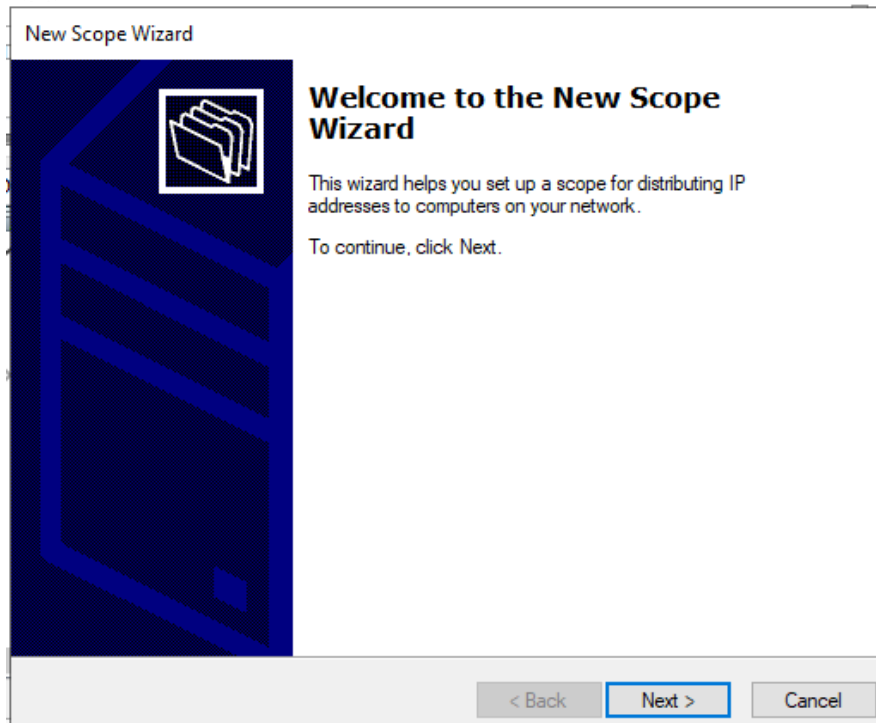 New Scope Wizard
Welcome to the New Scope
Wizard
This wizard helps you set up a scope for distributing IP
addresses to computers on your network.
To continue, click Next.
< Back Next > Cancel